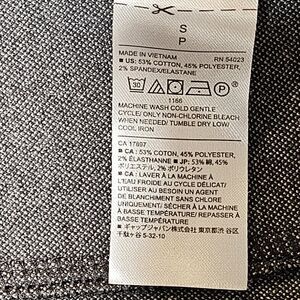 S
P
MADE IN VIETNAM RN 54023
■ US: 53% COTTON, 45% POLYESTER,
2% SPANDEX/ELASTANE
30 P
1166
MACHINE WASH COLD GENTLE
CYCLE/ ONLY NON-CHLORINE BLEACH
WHEN NEEDED/ TUMBLE DRY LOW/
COOL IRON
CA 17897
■ CA : 53% COTON, 45% POLYESTER,
2% ÉLASTHANNE ■ JP: 53% 綿, 45%
ポリエステル, 2% ポリウレタン
■ CA : LAVER À LA MACHINE À
L'EAU FROIDE AU CYCLE DÉLICAT/
AU BESOIN UN AGENT
DE BLANCHIMENT SANS CHLORE
UNIQUEMENT/ SÉCHER À LA MACHINE À
BASSE TEMPÉRATURE/ REPASSER À
BASSE TEMPÉRATURE
■ ギャップジャパン株式会社 東京都渋谷区
千駄ヶ谷 5-32-10